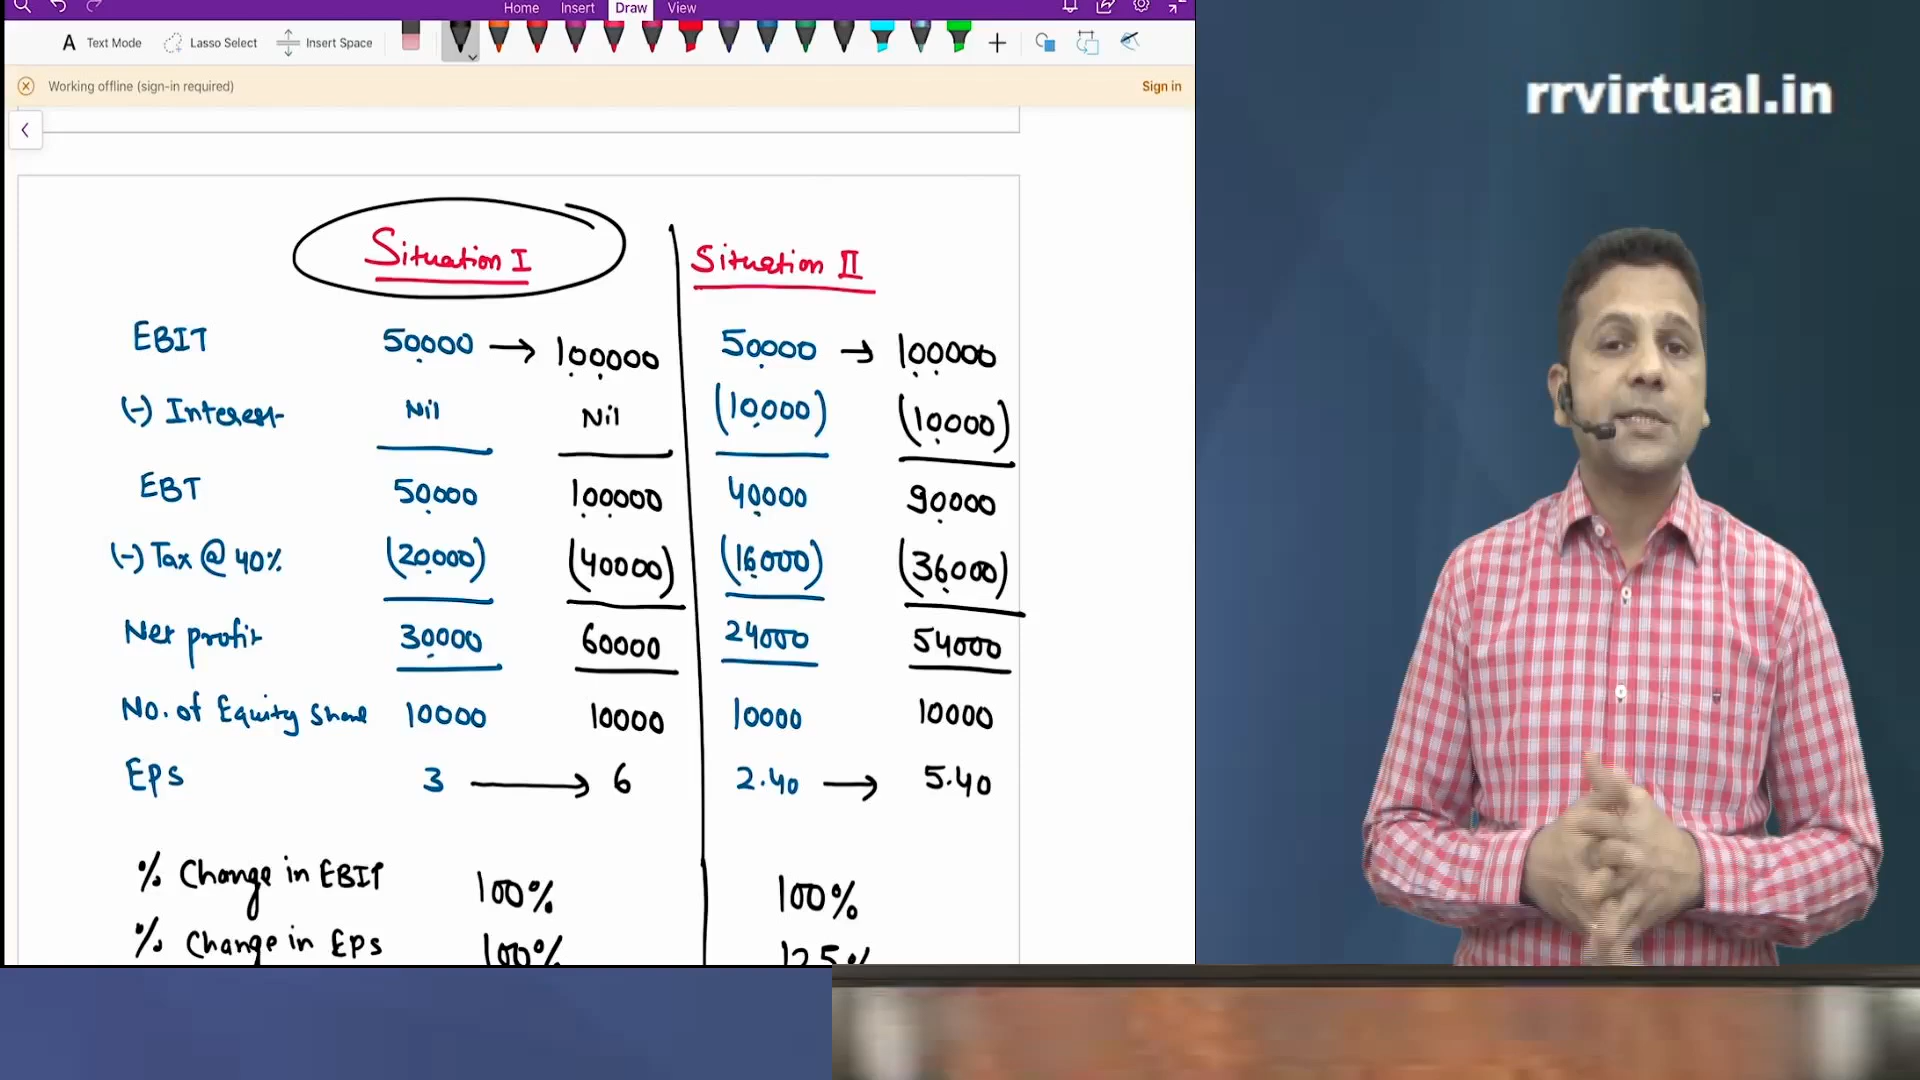 Home Insert Draw View
A Text Mode Lasso Select Insert Space
Working offline (sign-in required) Sign in
rrvirtual.in
Situation I Situation II
EBIT 50000 → 100000 50000 → 100000
(-) Interest Nil Nil (10000) (10000)
EBT 50000 100000 40000 90000
(-) Tax @ 40% (20000) (40000) (16000) (36000)
Net profit 30000 60000 24000 54000
No. of Equity Share 10000 10000 10000 10000
Eps 3 → 6 2.40 → 5.40
% Change in EBIT 100% 100%
% Change in Eps 100% 125%